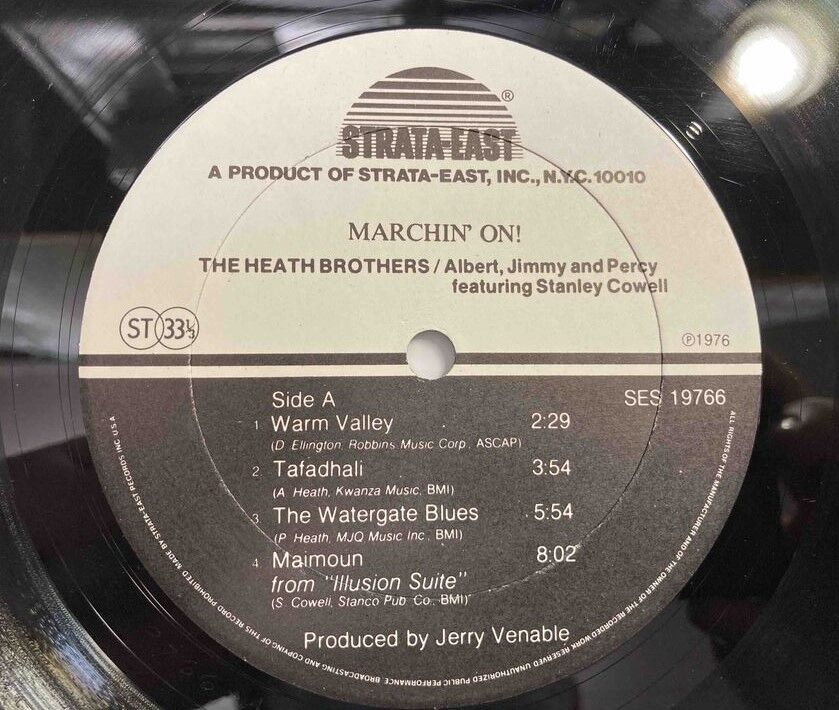 STRATA-EAST®
A PRODUCT OF STRATA-EAST, INC., N.Y.C. 10010
MARCHIN' ON!
THE HEATH BROTHERS / Albert, Jimmy and Percy
featuring Stanley Cowell
ST 33⅓
℗1976
Side A
SES 19766
1 Warm Valley 2:29
(D. Ellington, Robbins Music Corp., ASCAP)
2. Tafadhali 3:54
(A. Heath, Kwanza Music, BMI)
3 The Watergate Blues 5:54
(P. Heath, MJQ Music Inc., BMI)
4 Maimoun 8:02
from "Illusion Suite"
(S. Cowell, Stanco Pub. Co., BMI)
Produced by Jerry Venable
ALL RIGHTS OF THE MANUFACTURER AND OF THE OWNER OF THE RECORDED WORK RESERVED UNAUTHORIZED PUBLIC PERFORMANCE BROADCASTING AND COPYING OF THIS RECORD PROHIBITED MADE BY STRATA-EAST RECORDS INC U.S.A.